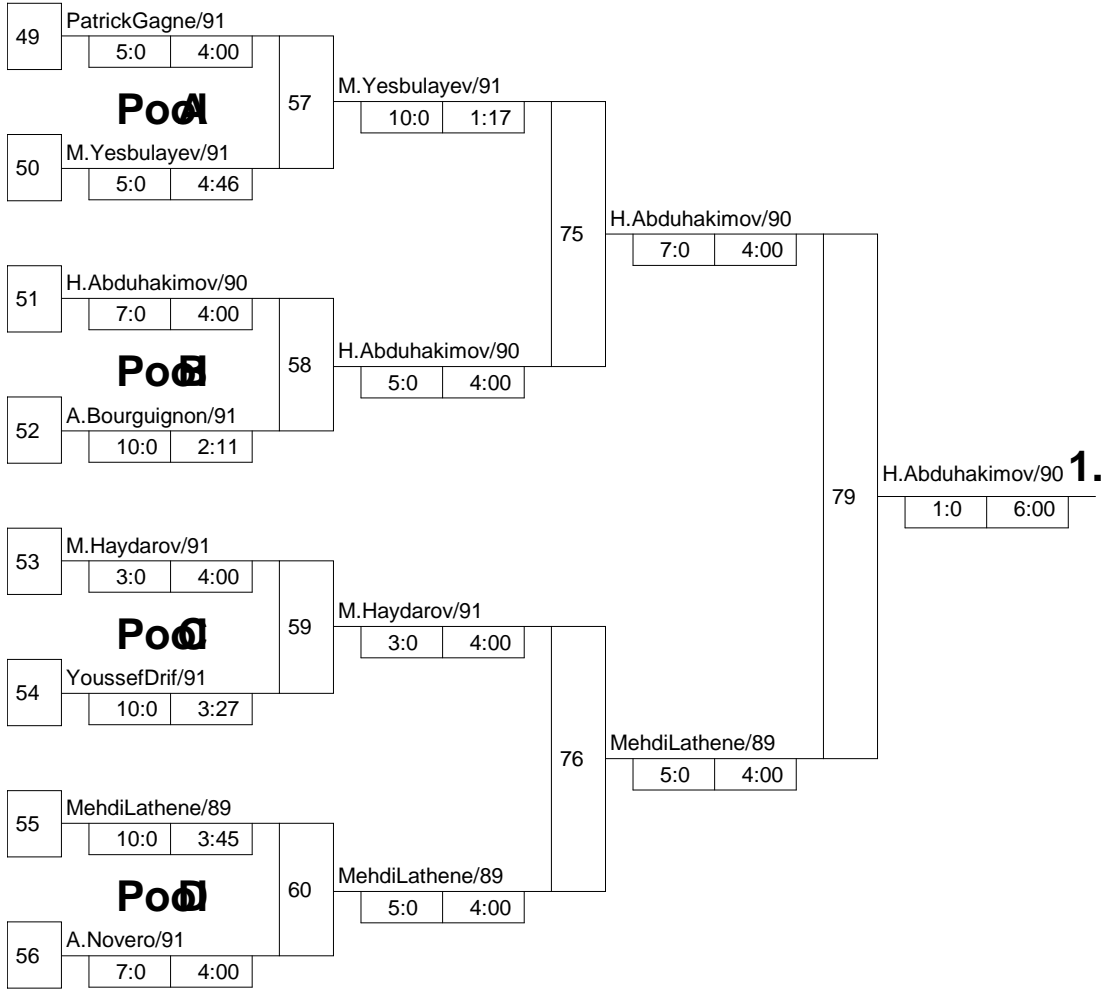 PatrickGagne/91
49
5:0 4:00
M.Yesbulayev/91
57
Pool A
10:0 1:17
M.Yesbulayev/91
50
5:0 4:46
H.Abduhakimov/90
75
7:0 4:00
H.Abduhakimov/90
51
7:0 4:00
H.Abduhakimov/90
58
Pool B
5:0 4:00
A.Bourguignon/91
52
10:0 2:11
H.Abduhakimov/90 1.
79
1:0 6:00
M.Haydarov/91
53
3:0 4:00
M.Haydarov/91
59
Pool C
3:0 4:00
YoussefDrif/91
54
10:0 3:27
MehdiLathene/89
76
5:0 4:00
MehdiLathene/89
55
10:0 3:45
MehdiLathene/89
60
Pool D
5:0 4:00
A.Novero/91
56
7:0 4:00